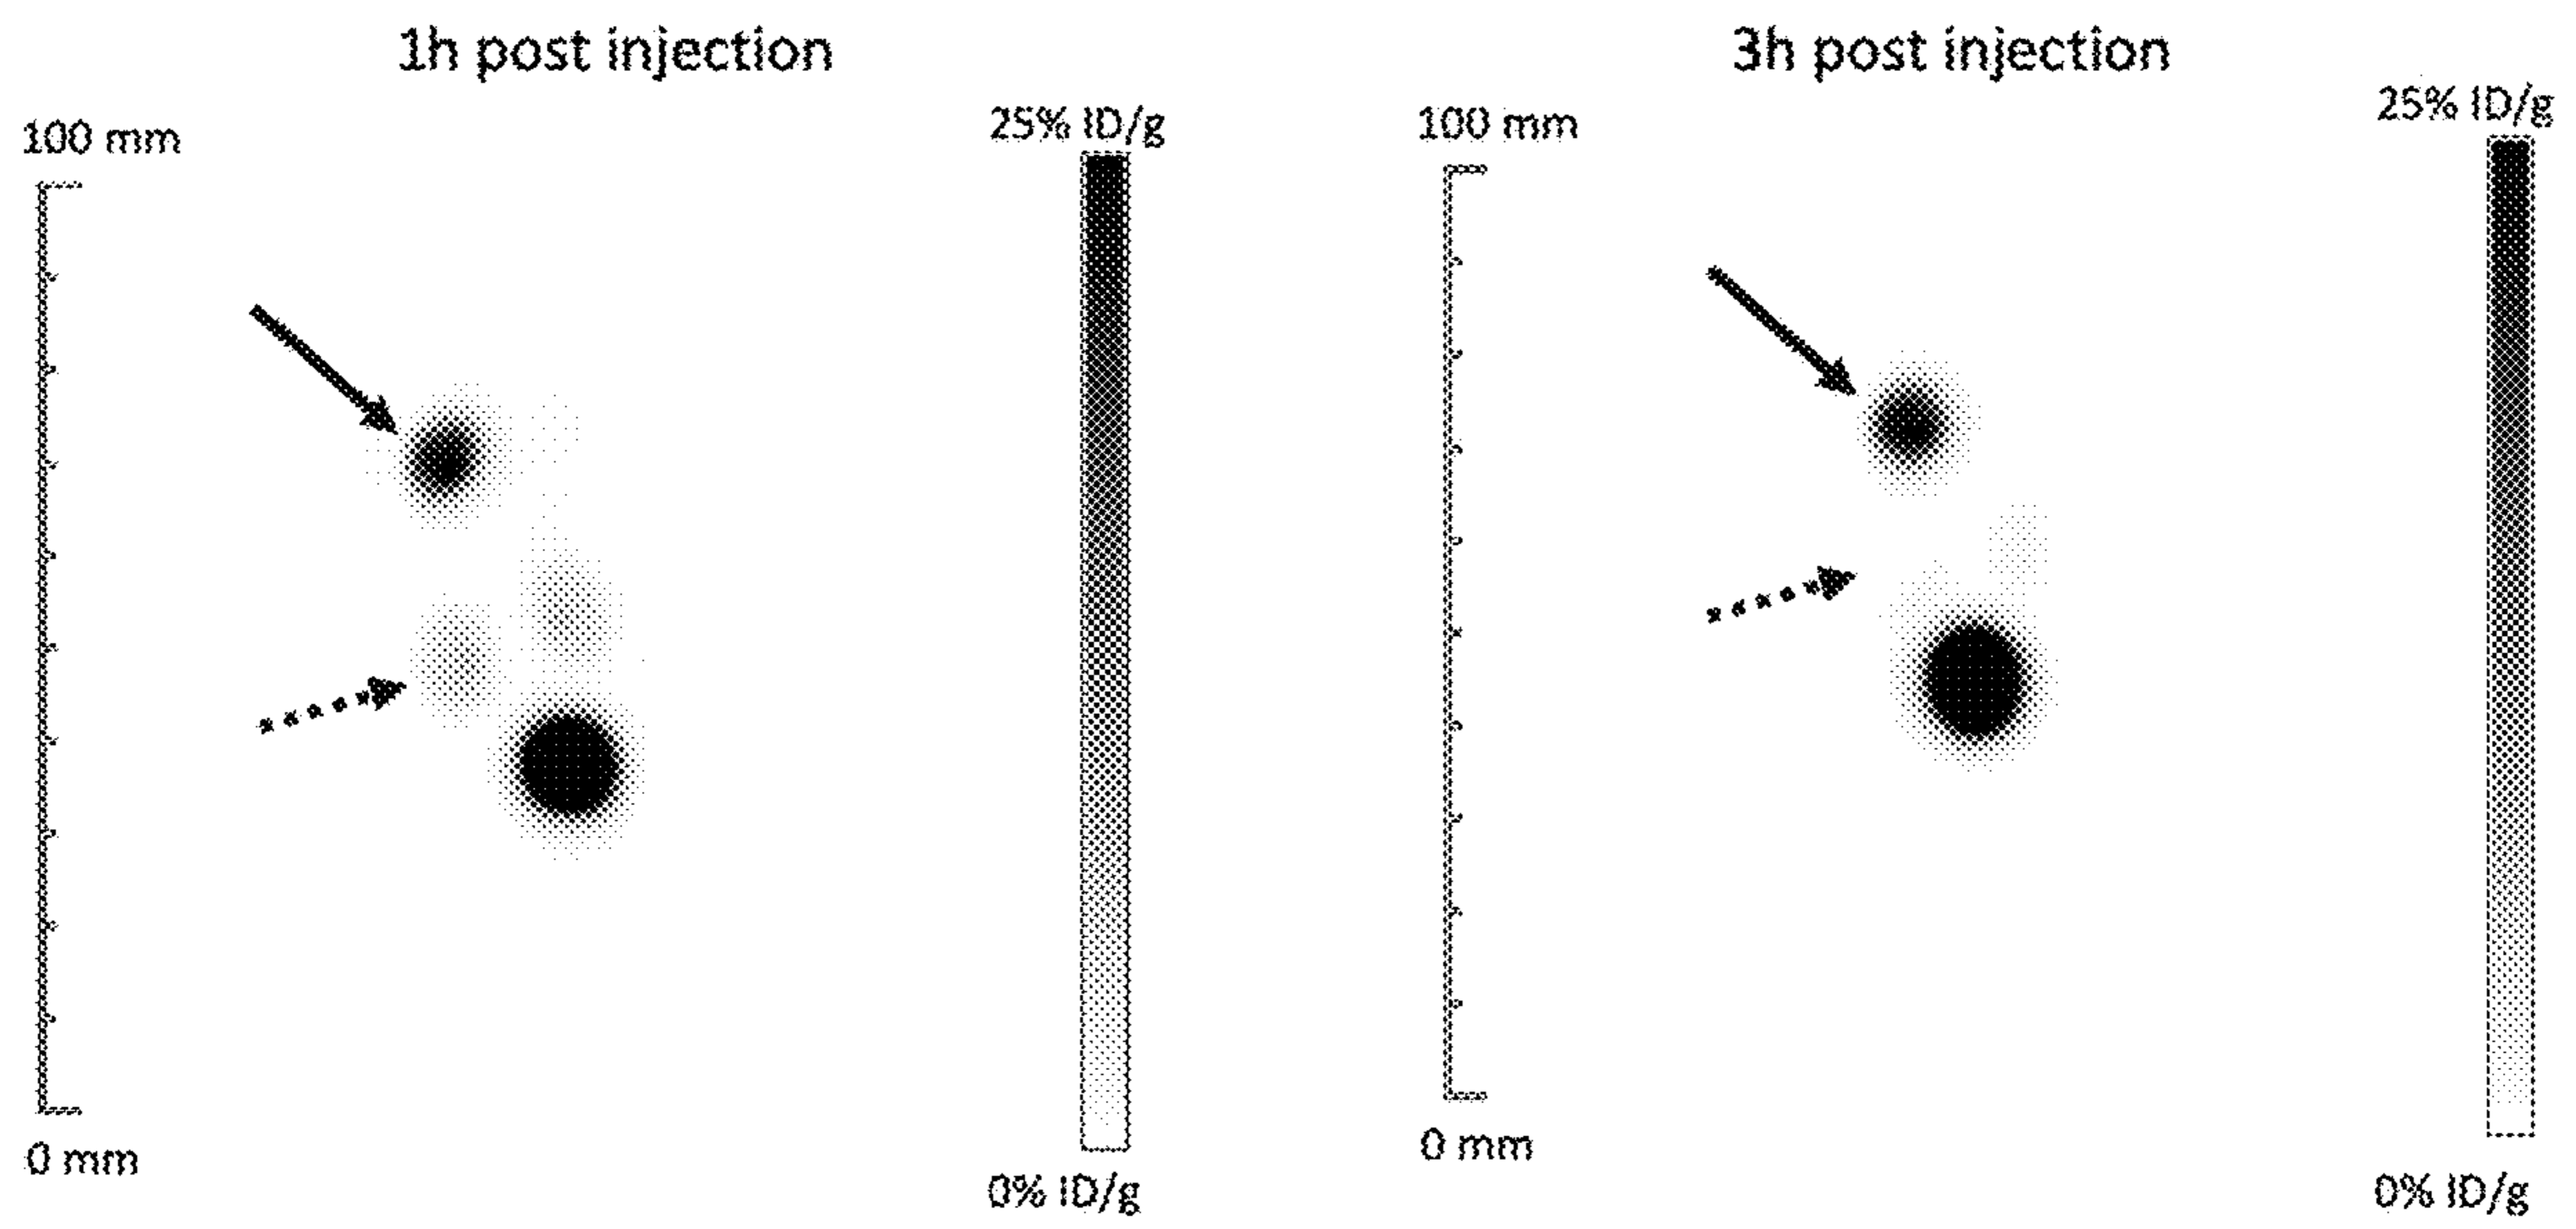 1h post injection
100 mm
25% ID/g
0 mm
0% ID/g
3h post injection
100 mm
25% ID/g
0 mm
0% ID/g